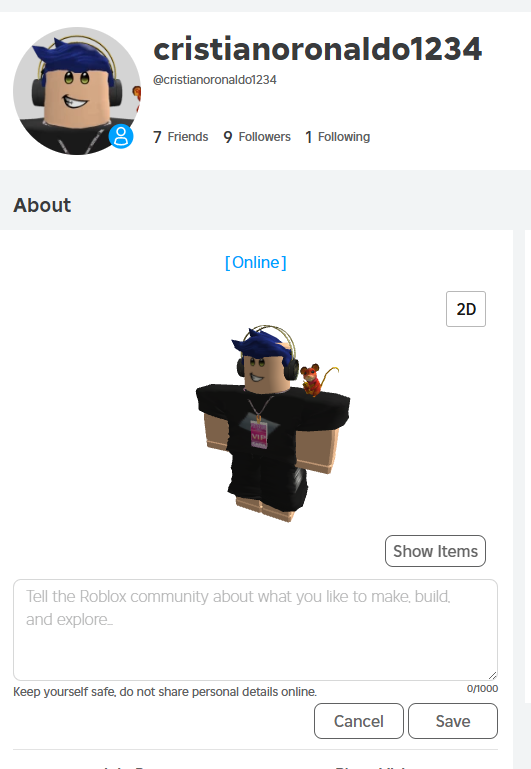 cristianoronaldo1234
@cristianoronaldo1234
7 Friends 9 Followers 1 Following
About
[Online]
2D
VIP
Show Items
Tell the Roblox community about what you like to make, build,
and explore...
Keep yourself safe, do not share personal details online.
0/1000
Cancel
Save